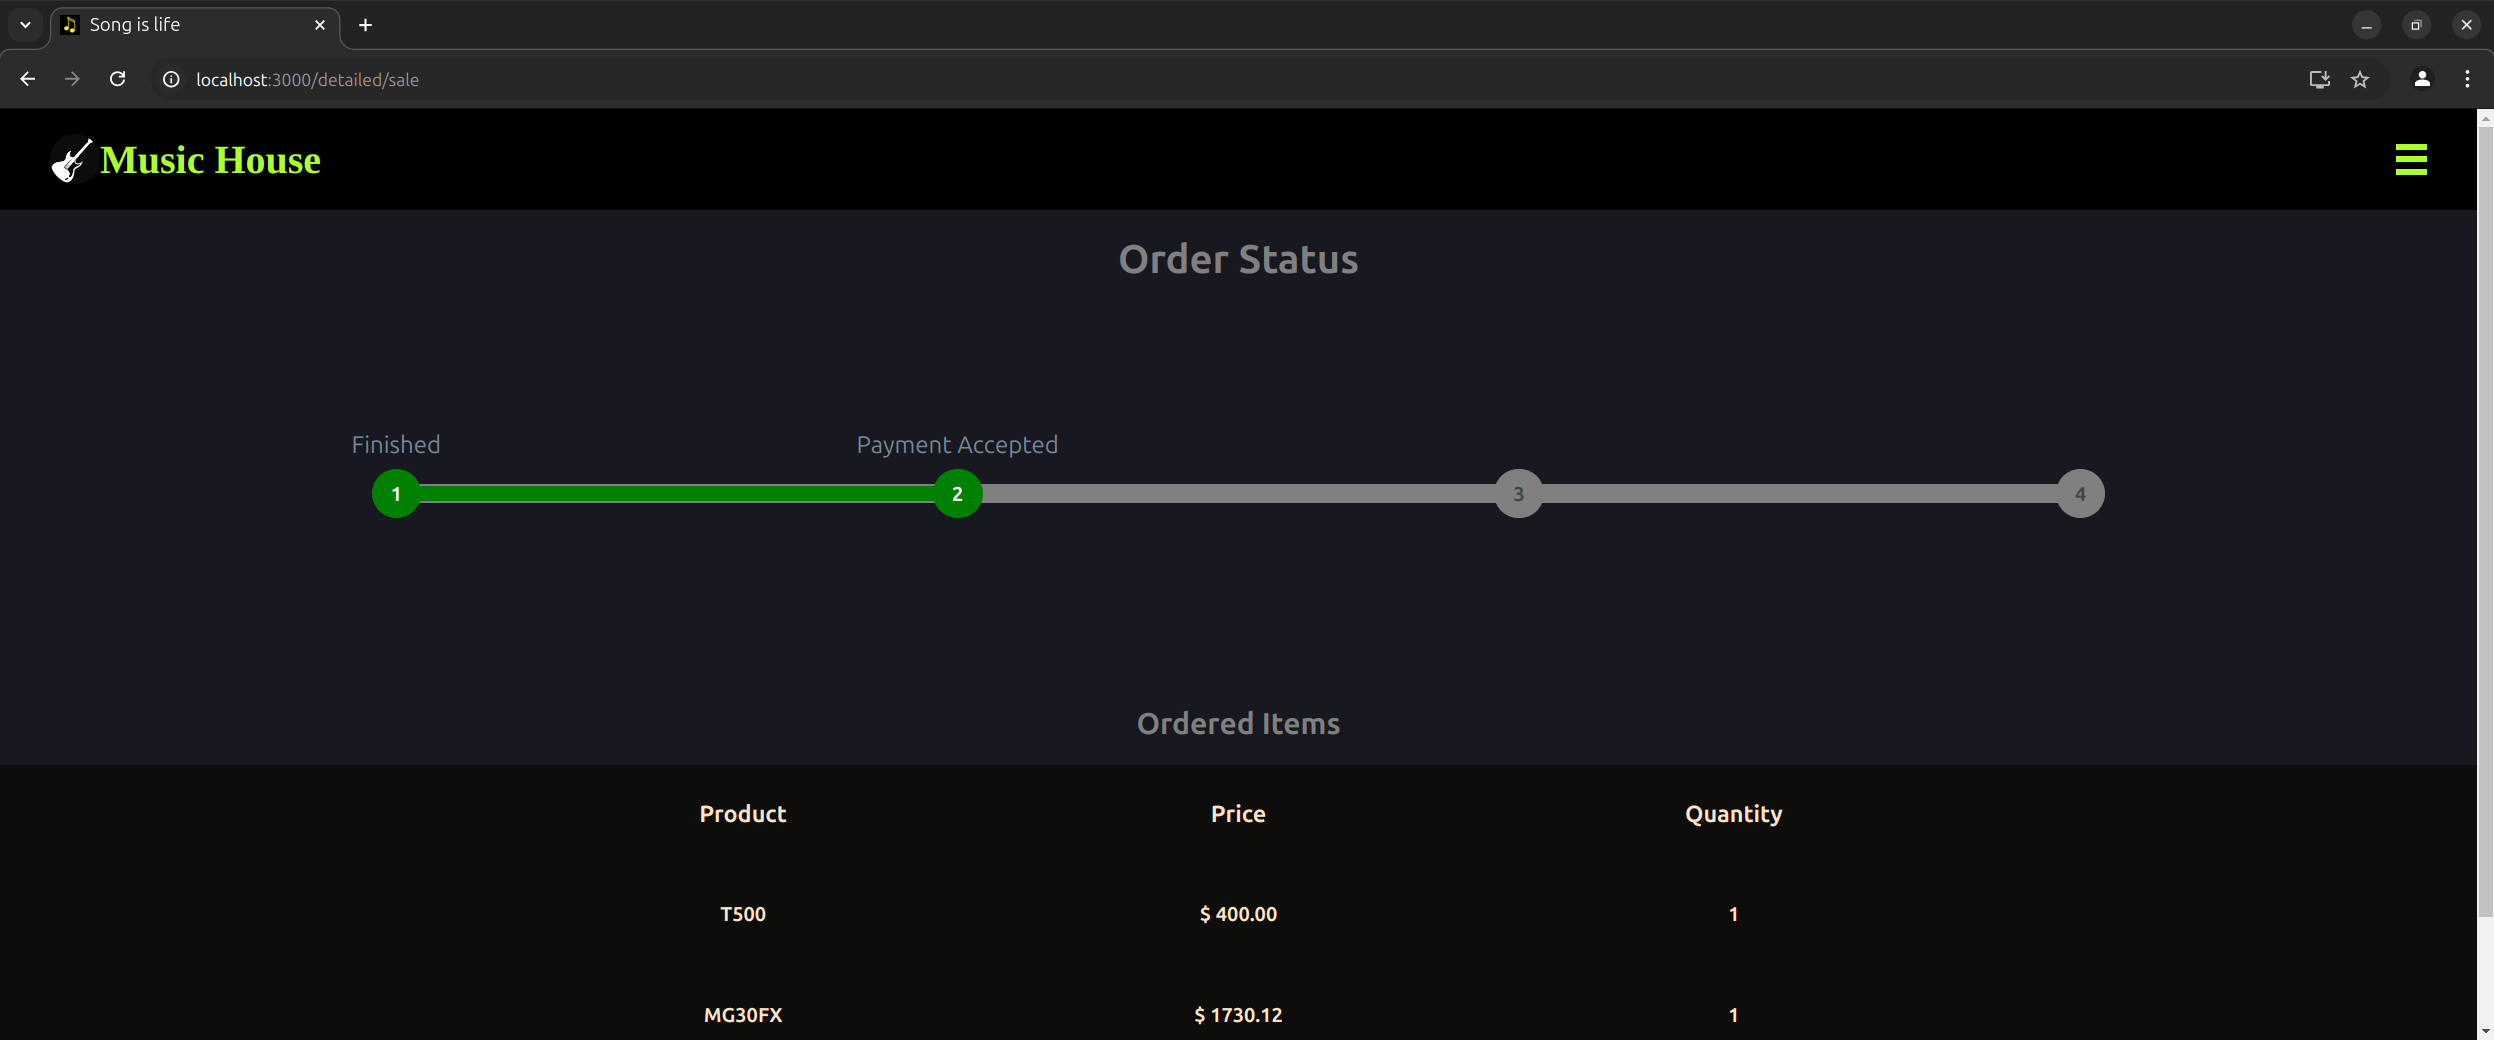 Song is life
localhost:3000/detailed/sale
Music House
Order Status
Finished Payment Accepted
1 2 3 4
Ordered Items
Product Price Quantity
T500 $ 400.00 1
MG30FX $ 1730.12 1